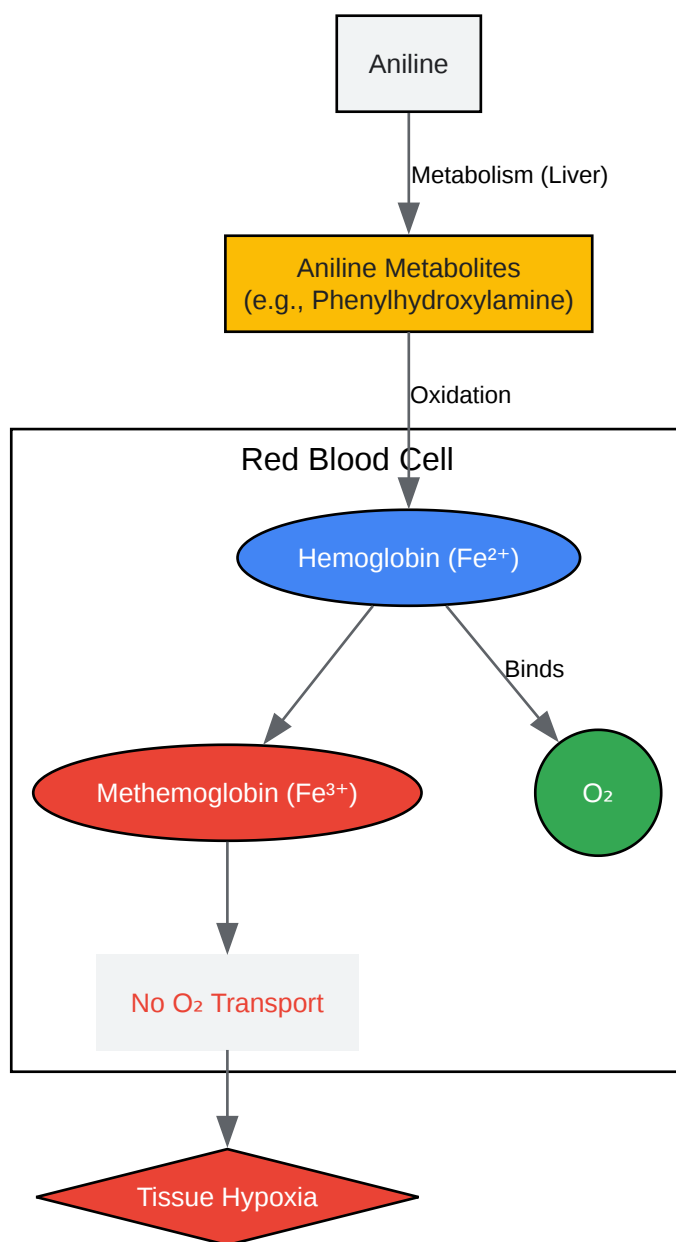 Aniline
Metabolism (Liver)
Aniline Metabolites
(e.g., Phenylhydroxylamine)
Oxidation
Red Blood Cell
Hemoglobin (Fe²⁺)
Binds
Methemoglobin (Fe³⁺)
O₂
No O₂ Transport
Tissue Hypoxia